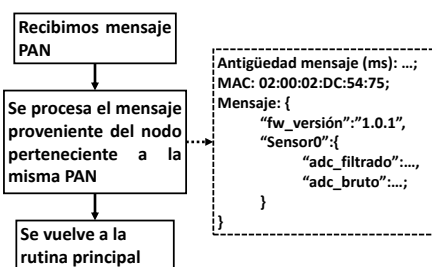 Recibimos mensaje
PAN
Se procesa el mensaje
proveniente del nodo
perteneciente a la
misma PAN
Se vuelve a la
rutina principal
Antigüedad mensaje (ms): …;
MAC: 02:00:02:DC:54:75;
Mensaje: {
“fw_versión”:”1.0.1”,
“Sensor0”:{
“adc_filtrado”:…,
“adc_bruto”:…;
}
}